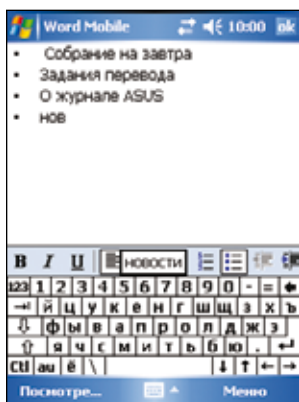 Word Mobile 10:00 ok
• Собрание на завтра
• Задания перевода
• О журнале ASUS
• нов
B I U новости
123 1 2 3 4 5 6 7 8 9 0 - =
й ц у к е н г ш щ з х ъ
ф ы в а п р о л д ж э
я ч с м и т ь б ю .
Ctl au ё \
Посмотре... Меню